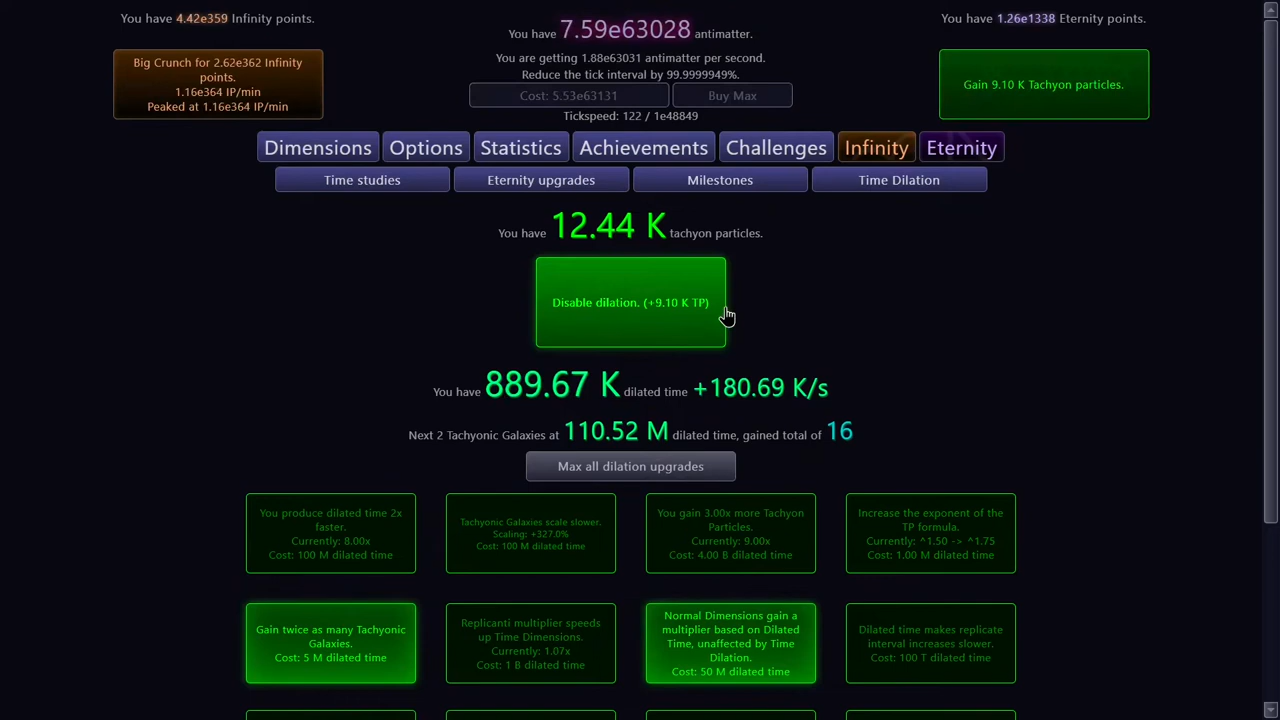 You have 4.42e359 Infinity points.
You have 7.59e63028 antimatter.
You have 1.26e1338 Eternity points.
Big Crunch for 2.62e362 Infinity
points.
1.16e364 IP/min
Peaked at 1.16e364 IP/min
You are getting 1.88e63031 antimatter per second.
Reduce the tick interval by 99.9999949%.
Cost: 5.53e63131
Buy Max
Tickspeed: 122 / 1e48849
Gain 9.10 K Tachyon particles.
Dimensions
Options
Statistics
Achievements
Challenges
Infinity
Eternity
Time studies
Eternity upgrades
Milestones
Time Dilation
You have 12.44 K tachyon particles.
Disable dilation. (+9.10 K TP)
You have 889.67 K dilated time +180.69 K/s
Next 2 Tachyonic Galaxies at 110.52 M dilated time, gained total of 16
Max all dilation upgrades
You produce dilated time 2x
faster.
Currently: 8.00x
Cost: 100 M dilated time
Tachyonic Galaxies scale slower.
Scaling: +327.0%
Cost: 100 M dilated time
You gain 3.00x more Tachyon
Particles.
Currently: 9.00x
Cost: 4.00 B dilated time
Increase the exponent of the
TP formula.
Currently: ^1.50 -> ^1.75
Cost: 1.00 M dilated time
Gain twice as many Tachyonic
Galaxies.
Cost: 5 M dilated time
Replicanti multiplier speeds
up Time Dimensions.
Currently: 1.07x
Cost: 1 B dilated time
Normal Dimensions gain a
multiplier based on Dilated
Time, unaffected by Time
Dilation.
Cost: 50 M dilated time
Dilated time makes replicate
interval increases slower.
Cost: 100 T dilated time